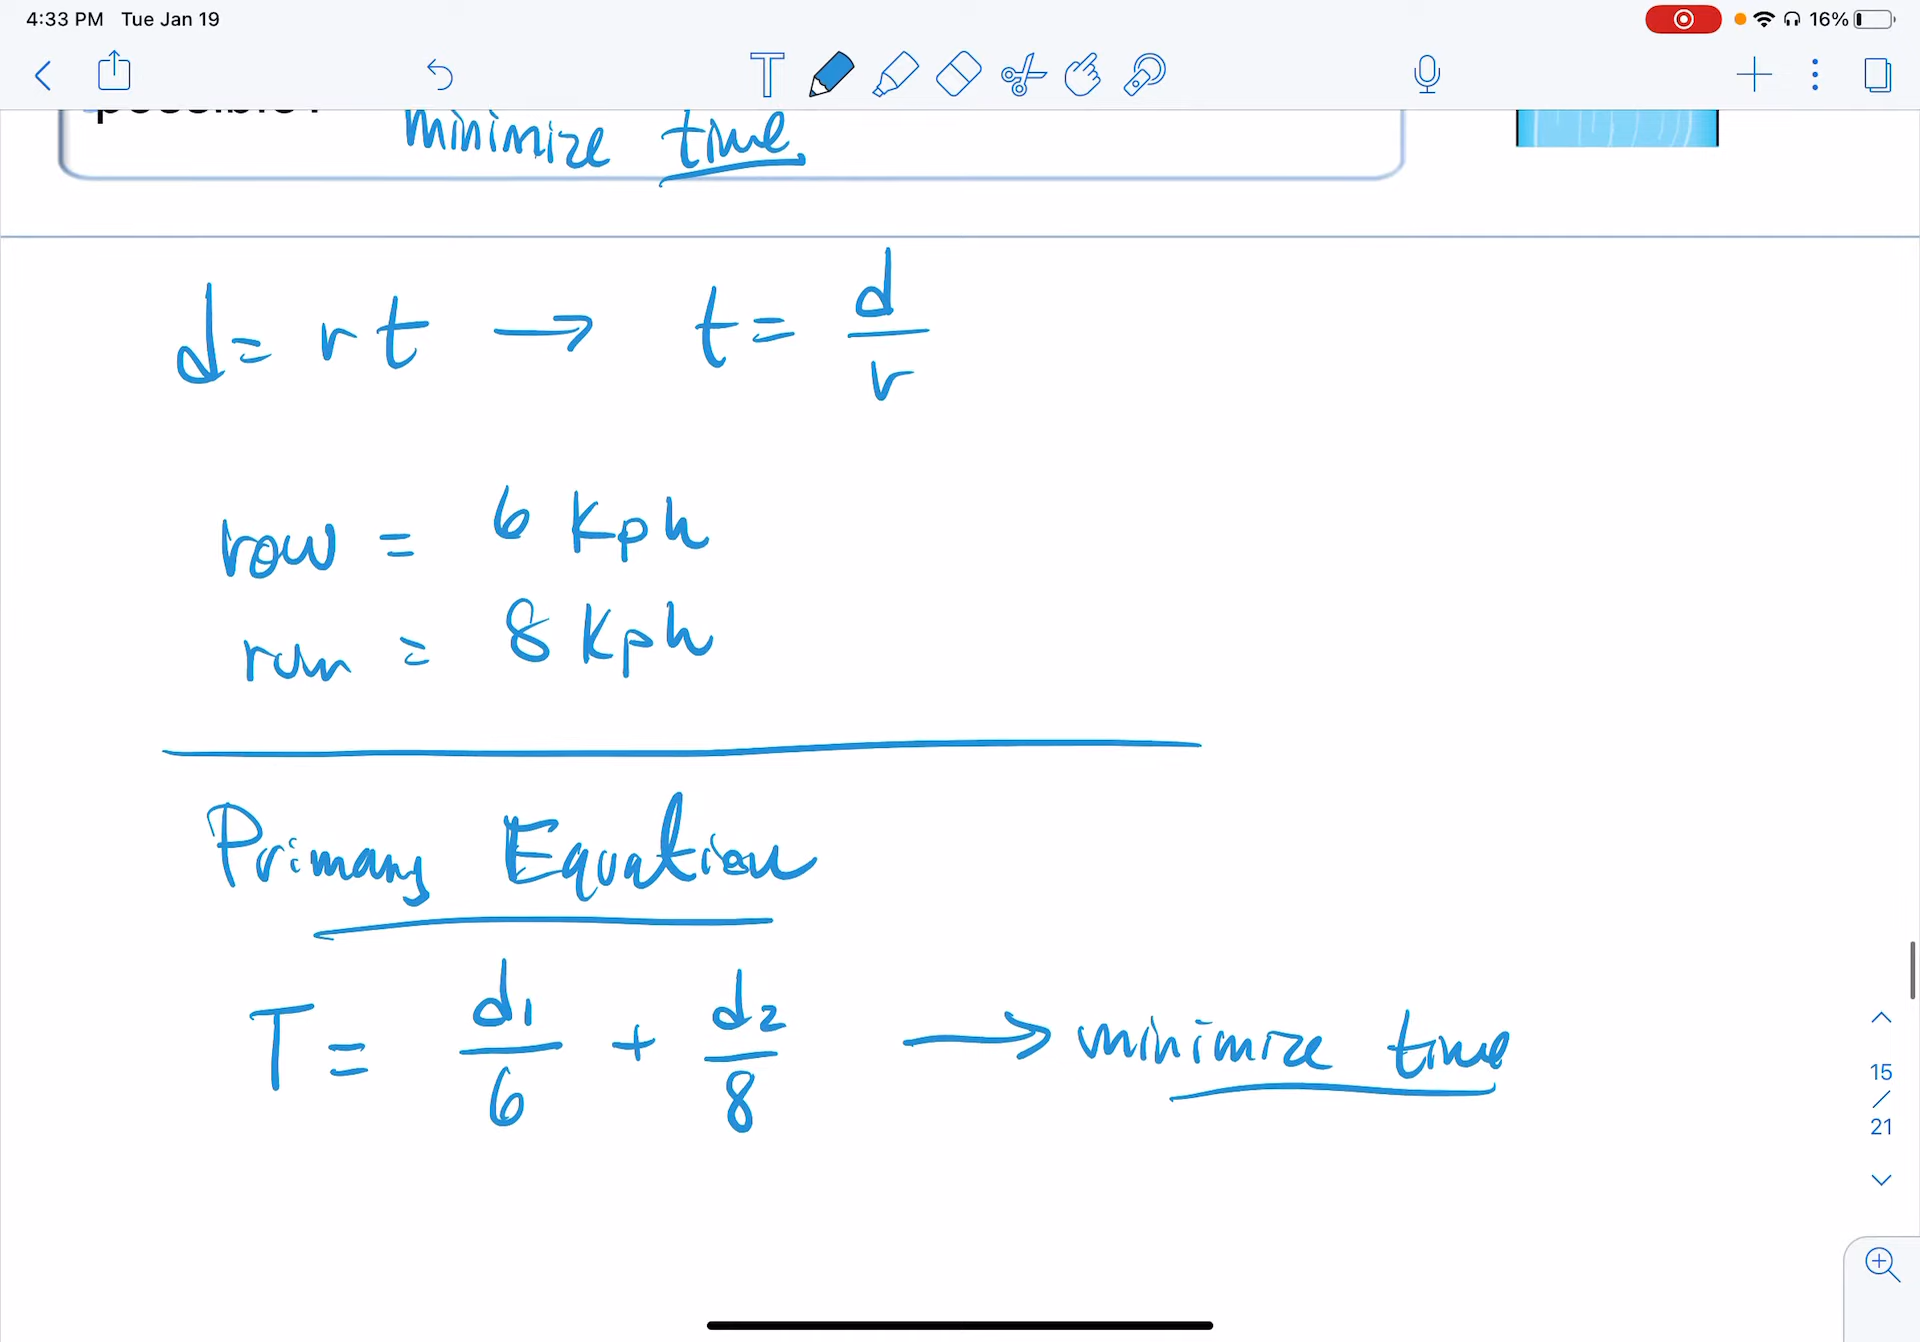 4:33 PM Tue Jan 19 16%
minimize time
d = r t → t = d/r
row = 6 Kph
run = 8 Kph
Primary Equation
T = d1/6 + d2/8 → minimize time
15
/
21